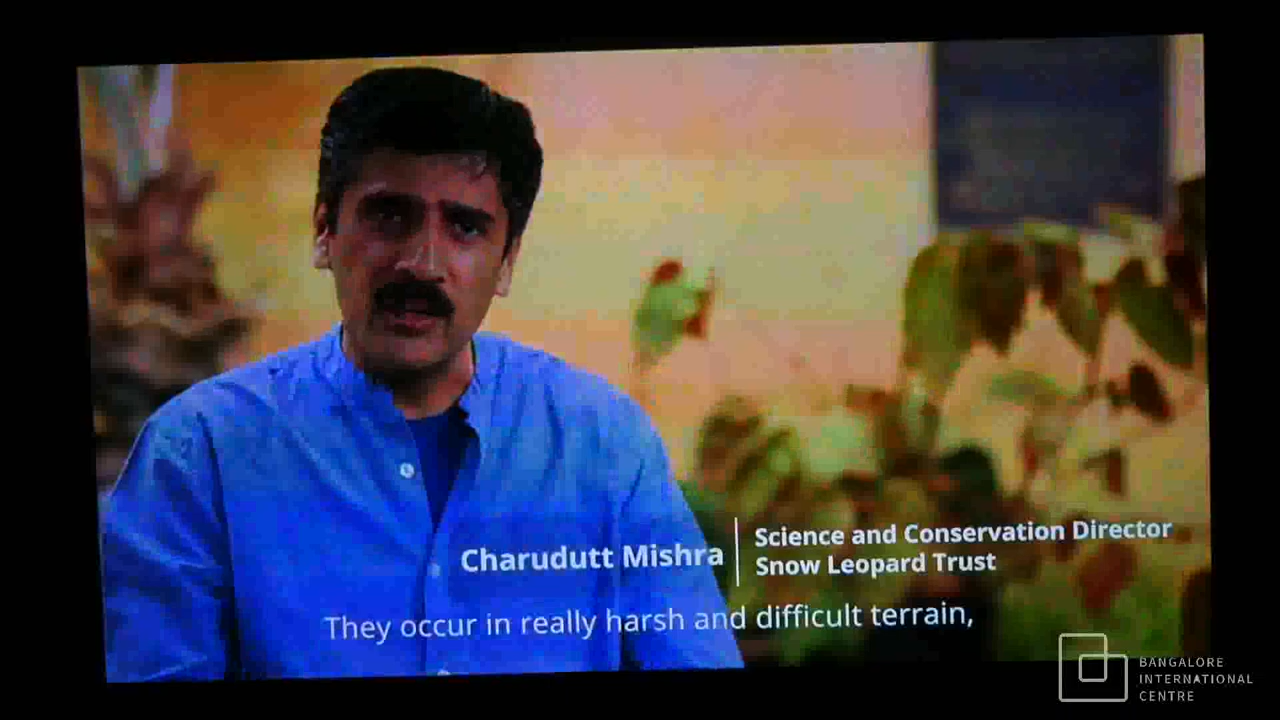 Charudutt Mishra
Science and Conservation Director
Snow Leopard Trust
They occur in really harsh and difficult terrain,
BANGALORE
INTERNATIONAL
CENTRE